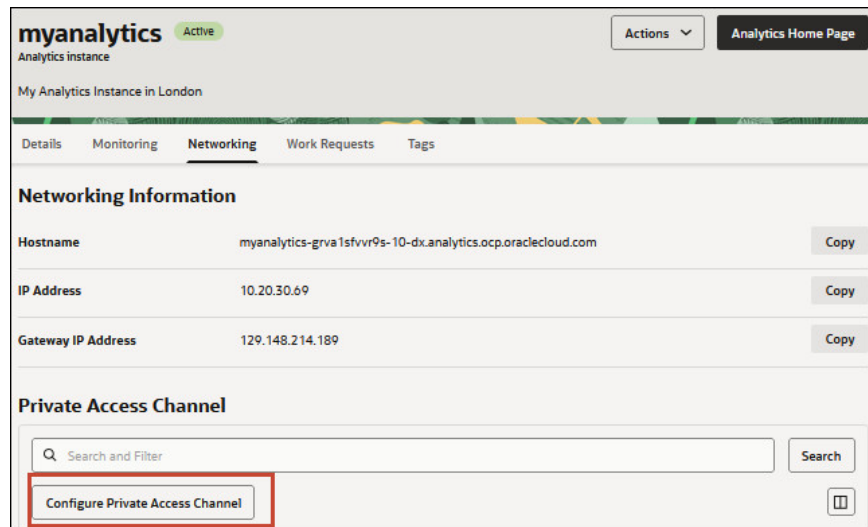 myanalytics Active Actions Analytics Home Page
Analytics instance
My Analytics Instance in London
Details Monitoring Networking Work Requests Tags
Networking Information
Hostname myanalytics-grva1sfvvr9s-10-dx.analytics.ocp.oraclecloud.com Copy
IP Address 10.20.30.69 Copy
Gateway IP Address 129.148.214.189 Copy
Private Access Channel
Search and Filter Search
Configure Private Access Channel